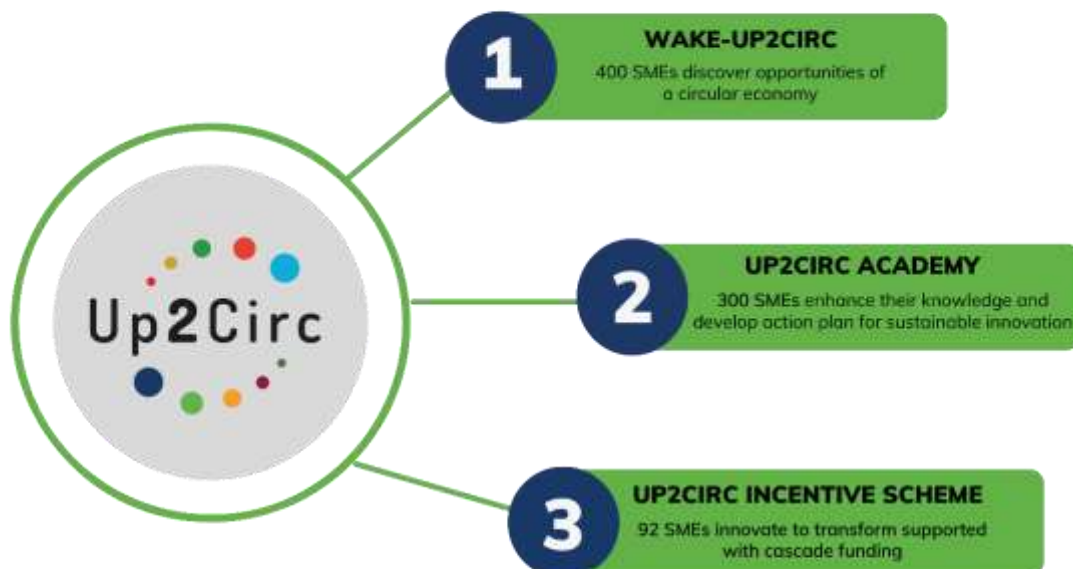 1
WAKE-UP2CIRC
400 SMEs discover opportunities of
a circular economy
Up2Circ
2
UP2CIRC ACADEMY
300 SMEs enhance their knowledge and
develop action plan for sustainable innovation
3
UP2CIRC INCENTIVE SCHEME
92 SMEs innovate to transform supported
with cascade funding